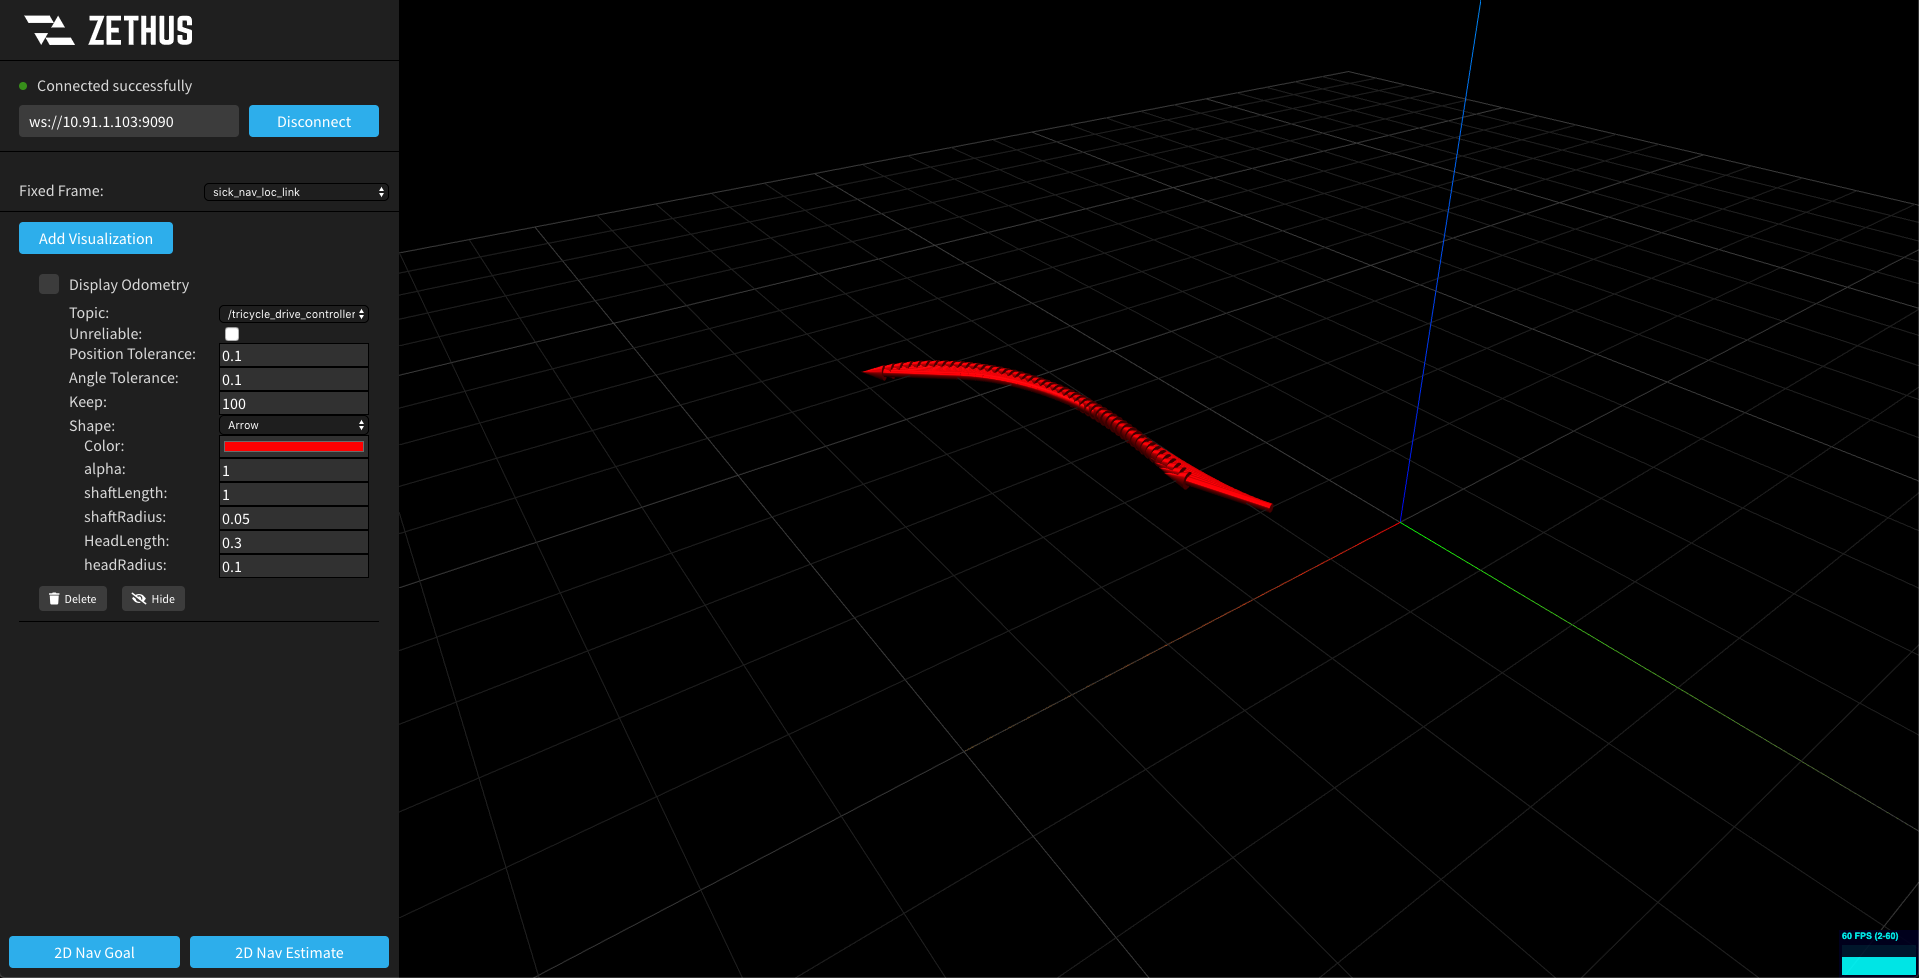 ZETHUS
Connected successfully
ws://10.91.1.103:9090
Disconnect
Fixed Frame:
sick_nav_loc_link
Add Visualization
Display Odometry
Topic:
/tricycle_drive_controller
Unreliable:
Position Tolerance:
0.1
Angle Tolerance:
0.1
Keep:
100
Shape:
Arrow
Color:
alpha:
1
shaftLength:
1
shaftRadius:
0.05
HeadLength:
0.3
headRadius:
0.1
Delete
Hide
2D Nav Goal
2D Nav Estimate
60 FPS (2-60)